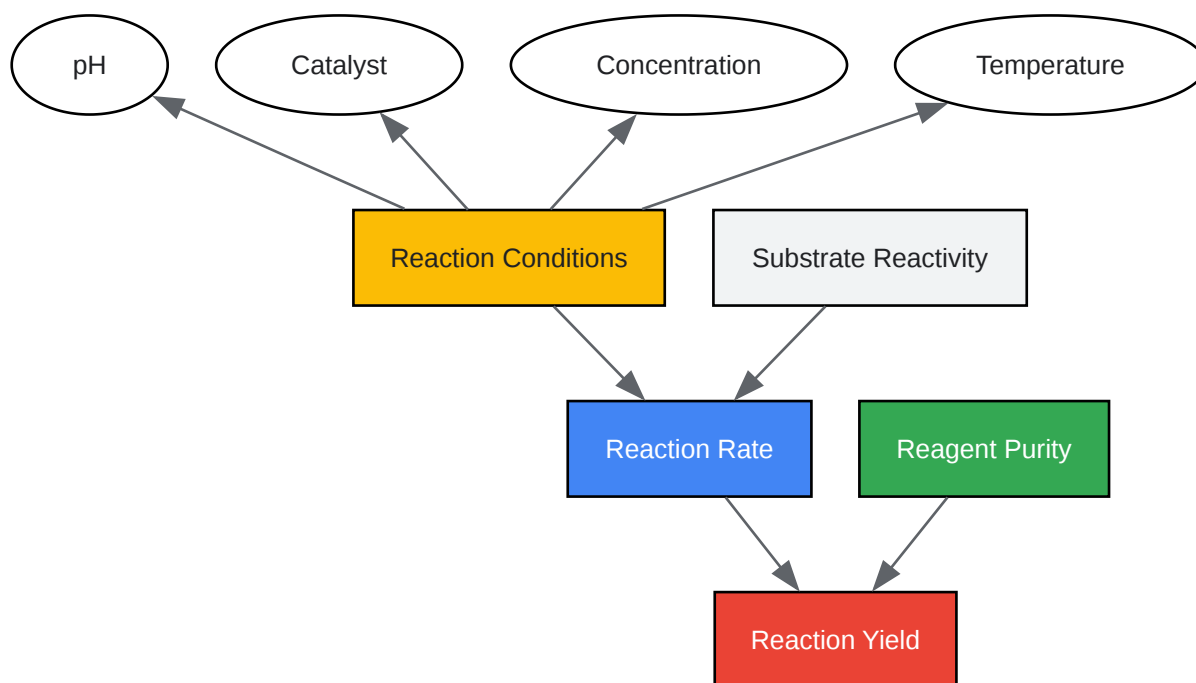 pH
Catalyst
Concentration
Temperature
Reaction Conditions
Substrate Reactivity
Reaction Rate
Reagent Purity
Reaction Yield